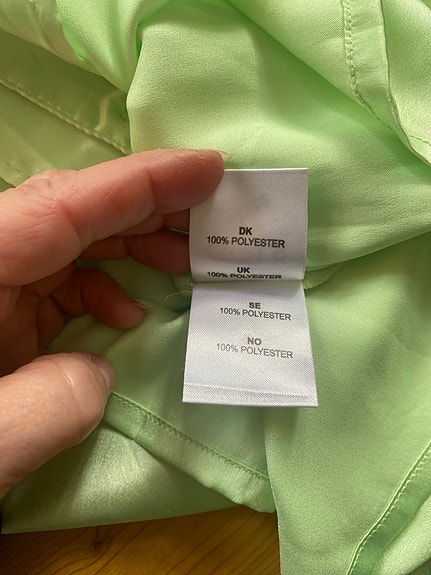 DK
100% POLYESTER
UK
100% POLYESTER
SE
100% POLYESTER
NO
100% POLYESTER